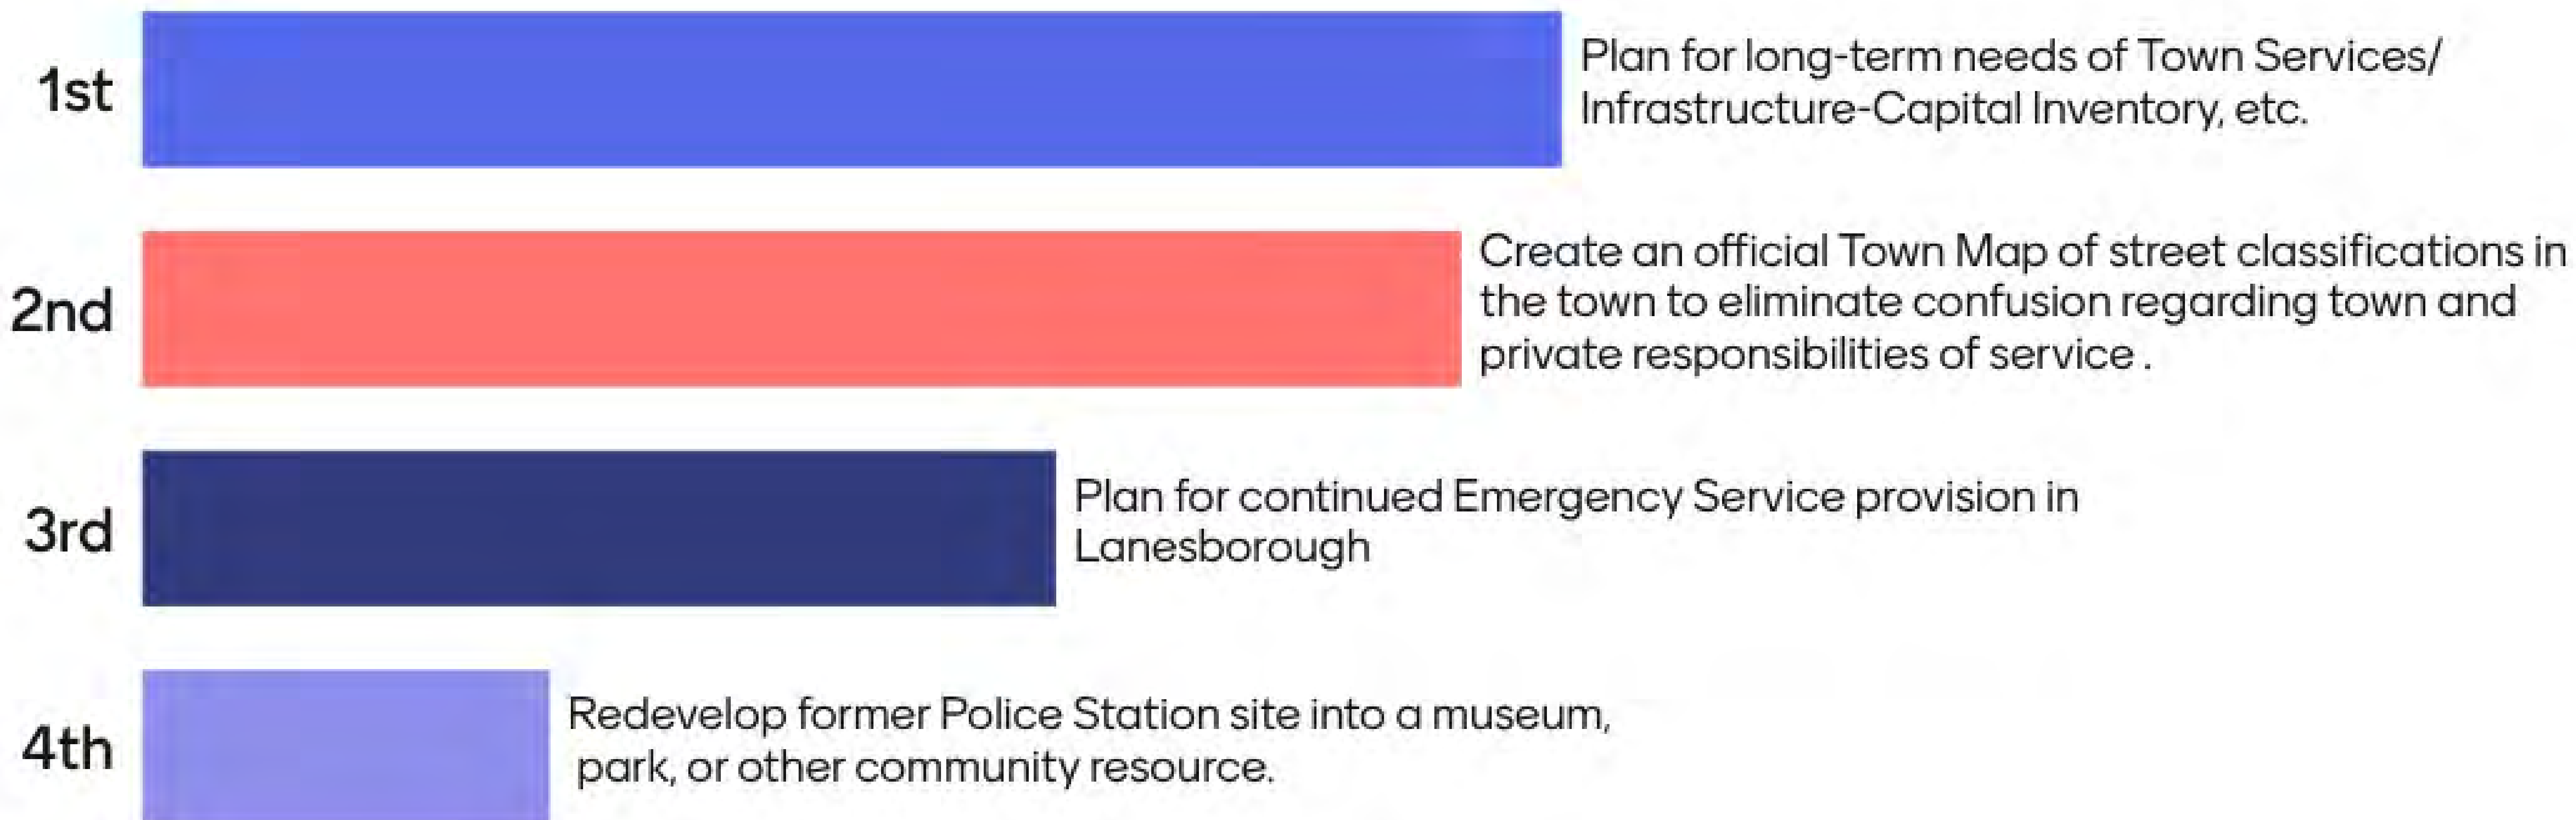 1st
Plan for long-term needs of Town Services/
Infrastructure-Capital Inventory, etc.
2nd
Create an official Town Map of street classifications in
the town to eliminate confusion regarding town and
private responsibilities of service .
3rd
Plan for continued Emergency Service provision in
Lanesborough
4th
Redevelop former Police Station site into a museum,
park, or other community resource.